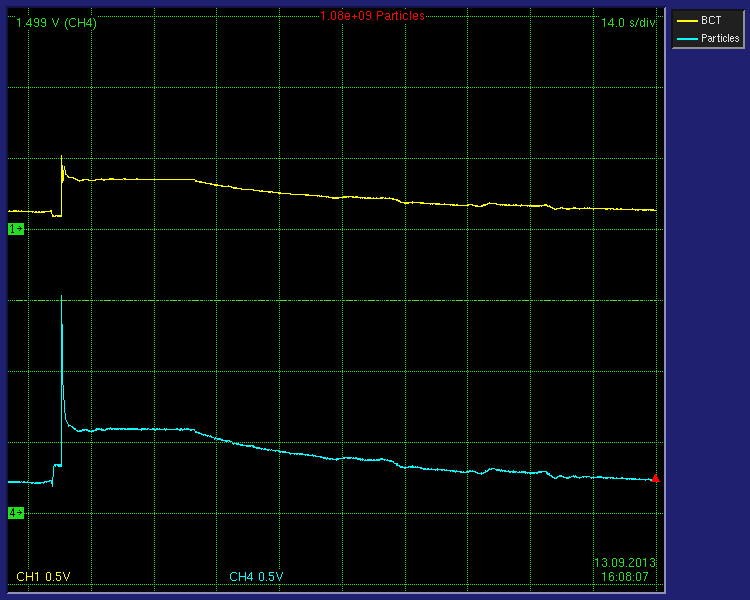 1.499 V (CH4)
1.08e+09 Particles
14.0 s/div
BCT
Particles
1→
4→
CH1 0.5V
CH4 0.5V
13.09.2013
16:08:07